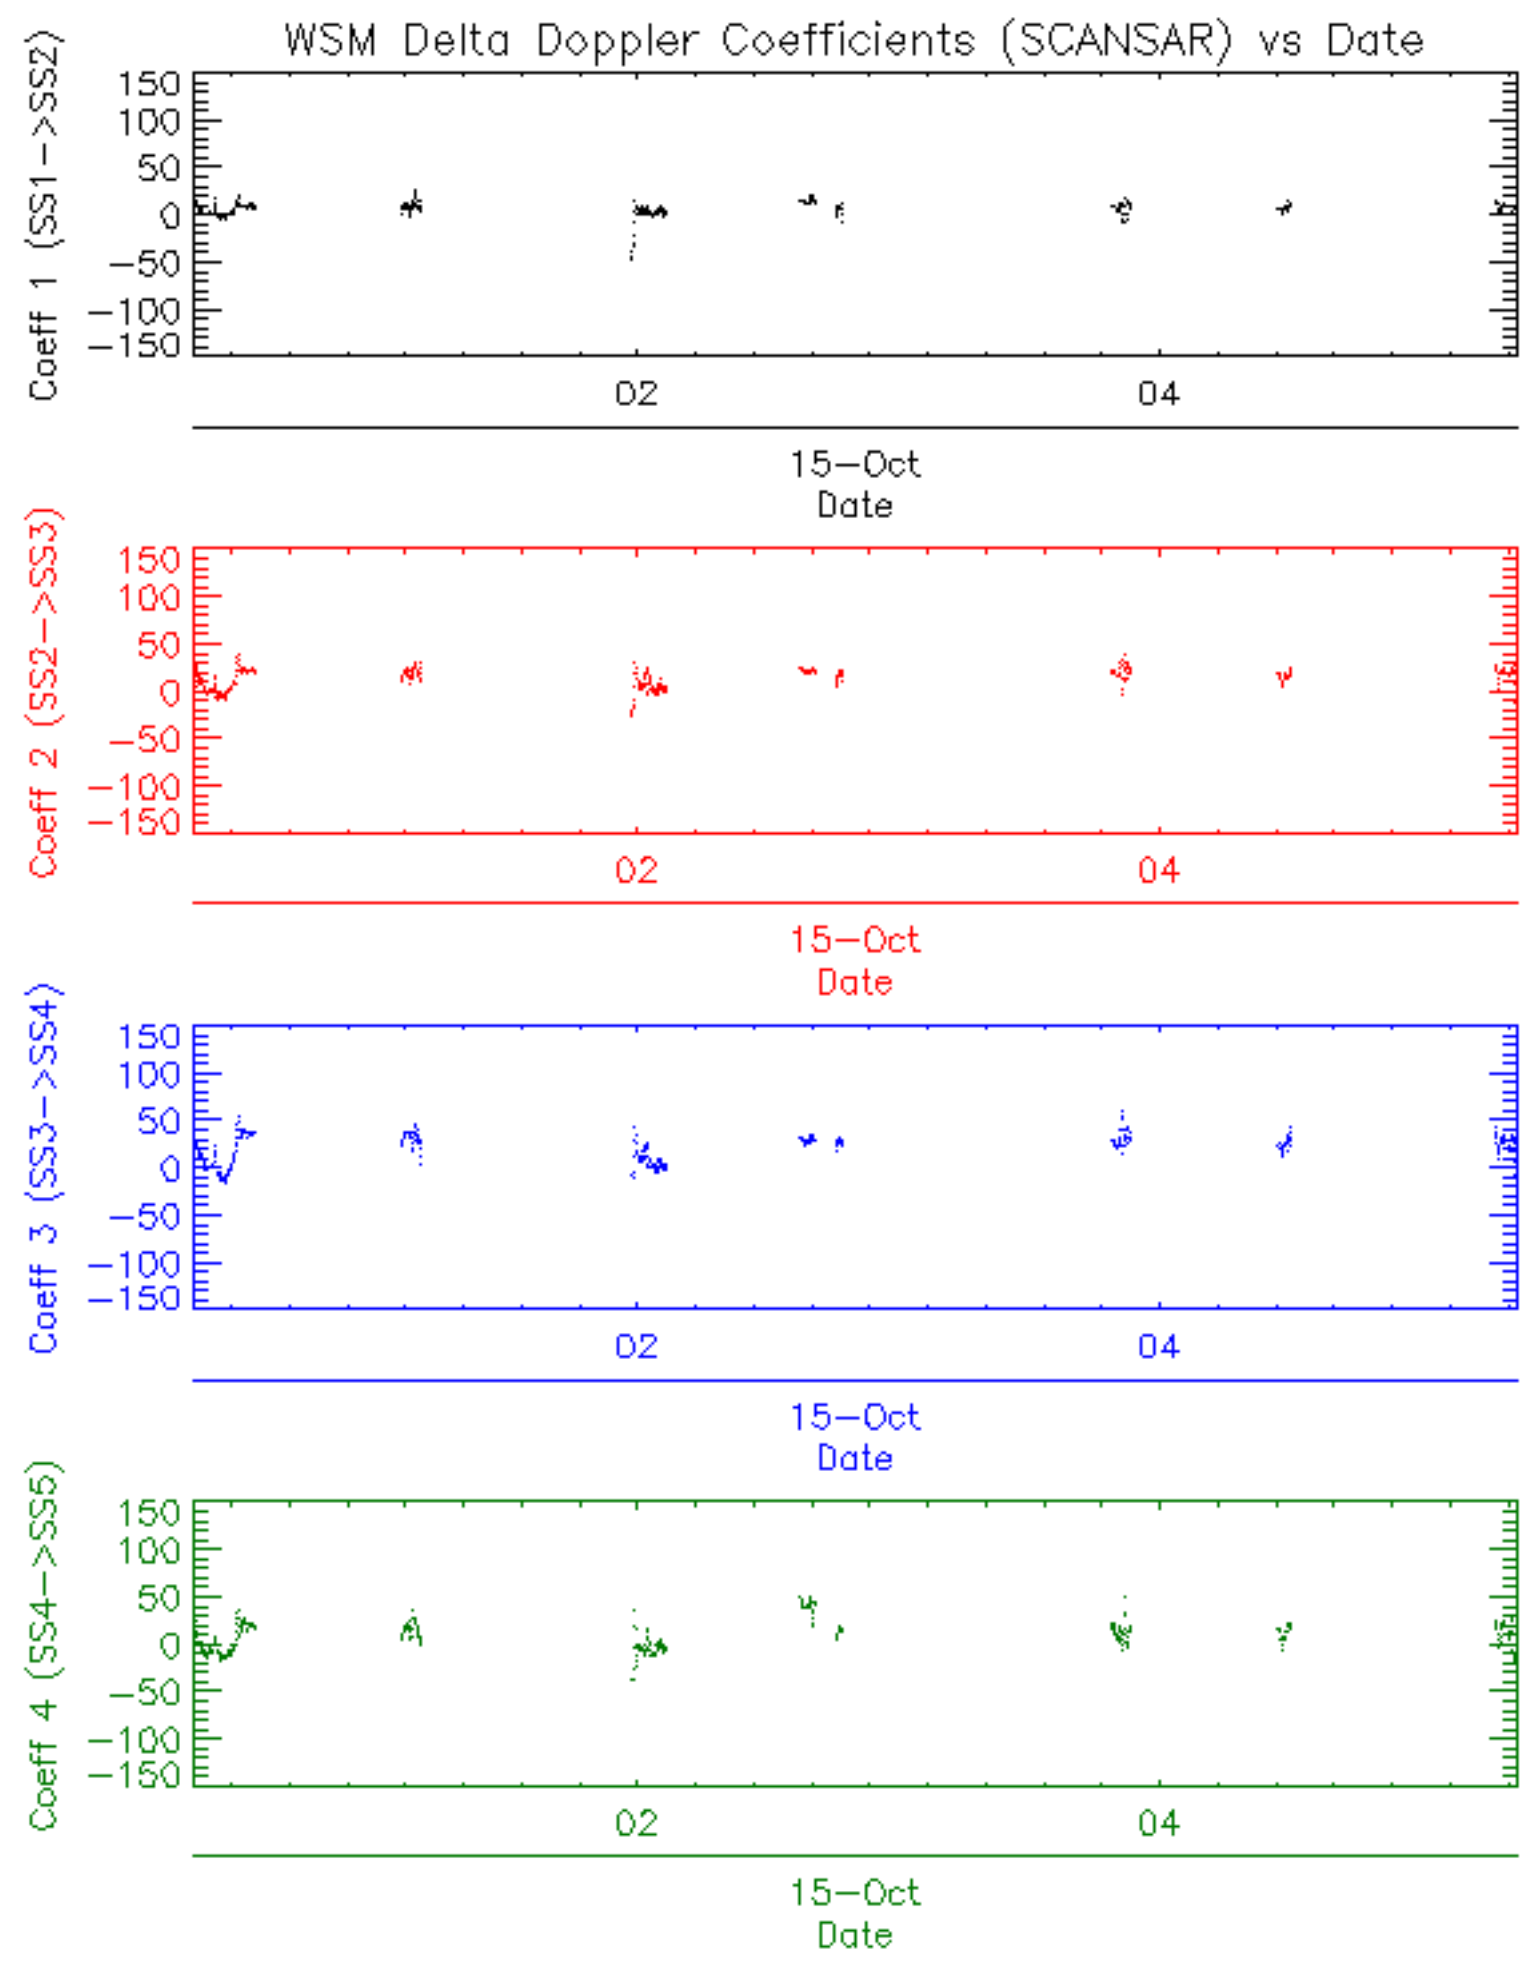 WSM Delta Doppler Coefficients (SCANSAR) vs Date
Coeff 1 (SS1->SS2)
150
100
50
0
-50
-100
-150
02
04
15-Oct
Date
Coeff 2 (SS2->SS3)
150
100
50
0
-50
-100
-150
02
04
15-Oct
Date
Coeff 3 (SS3->SS4)
150
100
50
0
-50
-100
-150
02
04
15-Oct
Date
Coeff 4 (SS4->SS5)
150
100
50
0
-50
-100
-150
02
04
15-Oct
Date